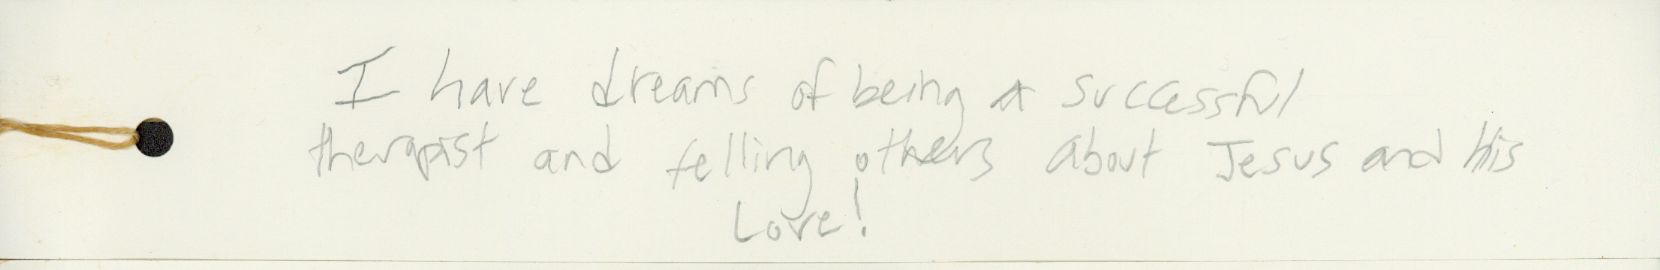 I have dreams of being a successful
therapist and telling others about Jesus and His
Love!